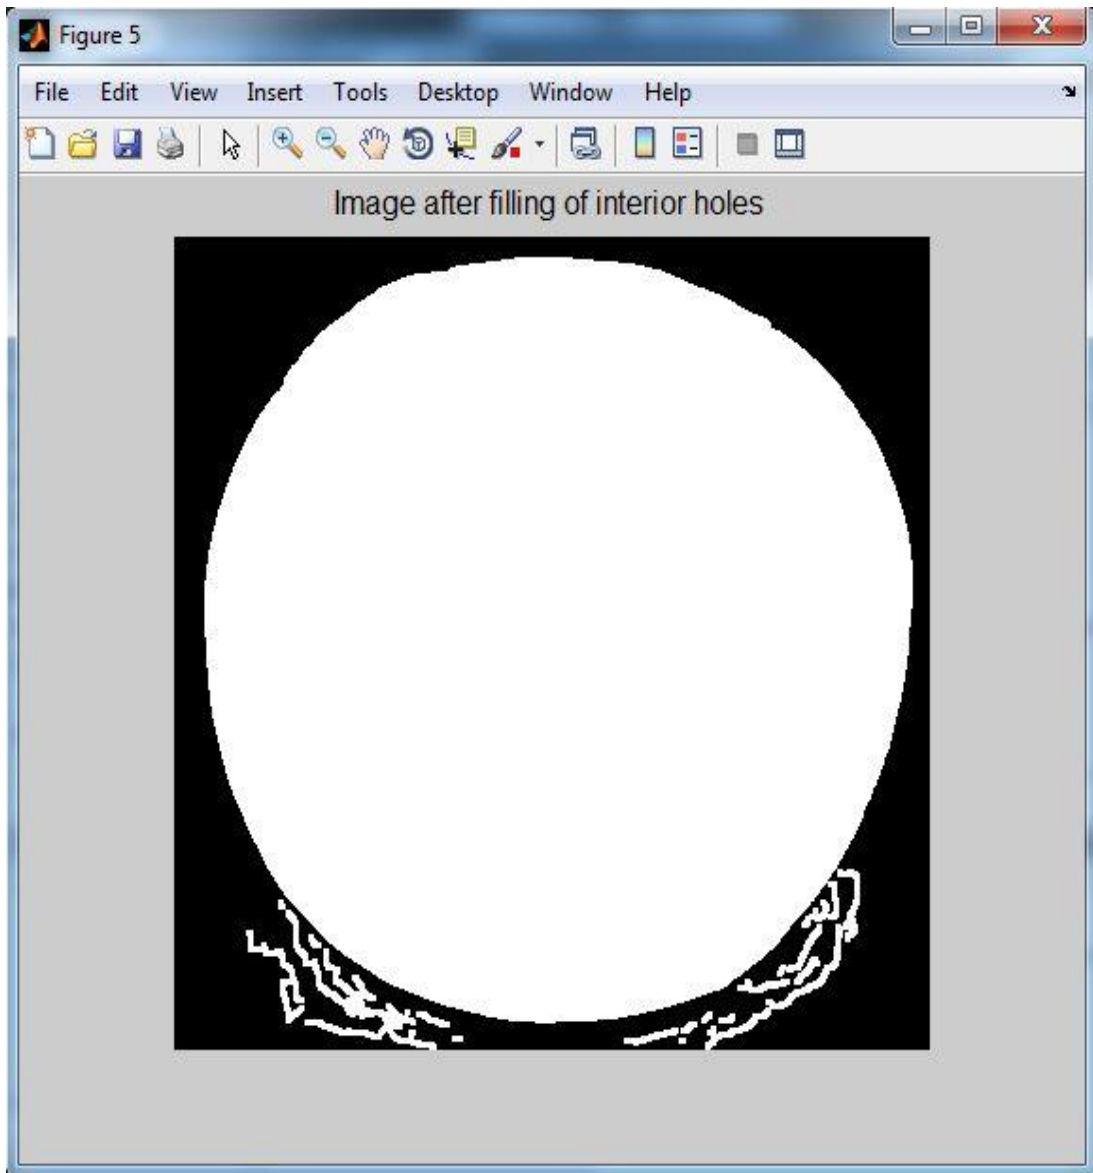 Figure 5
File Edit View Insert Tools Desktop Window Help
Image after filling of interior holes